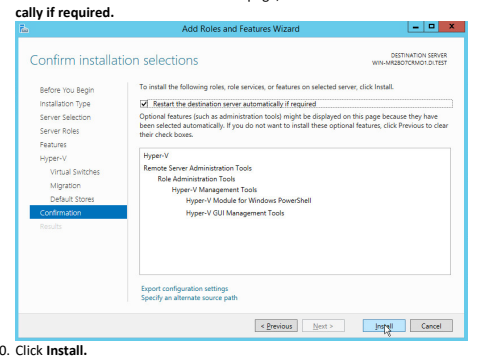 cally if required.
Add Roles and Features Wizard
Confirm installation selections
DESTINATION SERVER
WIN-MR28O7CRMO1.DI.TEST
Before You Begin
Installation Type
Server Selection
Server Roles
Features
Hyper-V
Virtual Switches
Migration
Default Stores
Confirmation
Results
To install the following roles, role services, or features on selected server, click Install.
Restart the destination server automatically if required
Optional features (such as administration tools) might be displayed on this page because they have
been selected automatically. If you do not want to install these optional features, click Previous to clear
their check boxes.
Hyper-V
Remote Server Administration Tools
Role Administration Tools
Hyper-V Management Tools
Hyper-V Module for Windows PowerShell
Hyper-V GUI Management Tools
Export configuration settings
Specify an alternate source path
< Previous
Next >
Install
Cancel
0. Click Install.